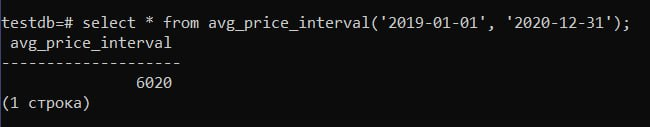 testdb=# select * from avg_price_interval('2019-01-01', '2020-12-31');
 avg_price_interval
--------------------
               6020
(1 строка)